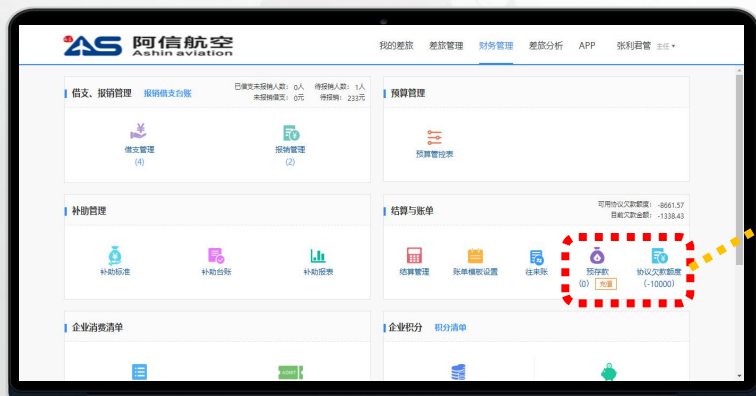 AS 阿信航空
Ashin aviation
我的差旅 差旅管理 财务管理 差旅分析 APP 张利君管 主任
借支、报销管理 报销借支台账
已借支未报销人数: 0人 待报销人数: 1人
未报销借支: 0元 待报销: 233元
借支管理
(4)
报销管理
(2)
预算管理
预算管控表
补助管理
补助标准
补助台账
补助报表
结算与账单
可用协议欠款额度: -8661.57
目前欠款金额: -1338.43
结算管理
账单模板设置
往来账
预存款
(0) 充值
协议欠款额度
(-10000)
企业消费清单
ADMIT
企业积分 积分清单